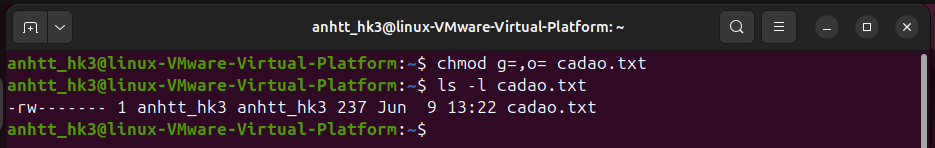 anhtt_hk3@linux-VMware-Virtual-Platform: ~
anhtt_hk3@linux-VMware-Virtual-Platform:~$ chmod g=,o= cadao.txt
anhtt_hk3@linux-VMware-Virtual-Platform:~$ ls -l cadao.txt
-rw------- 1 anhtt_hk3 anhtt_hk3 237 Jun  9 13:22 cadao.txt
anhtt_hk3@linux-VMware-Virtual-Platform:~$